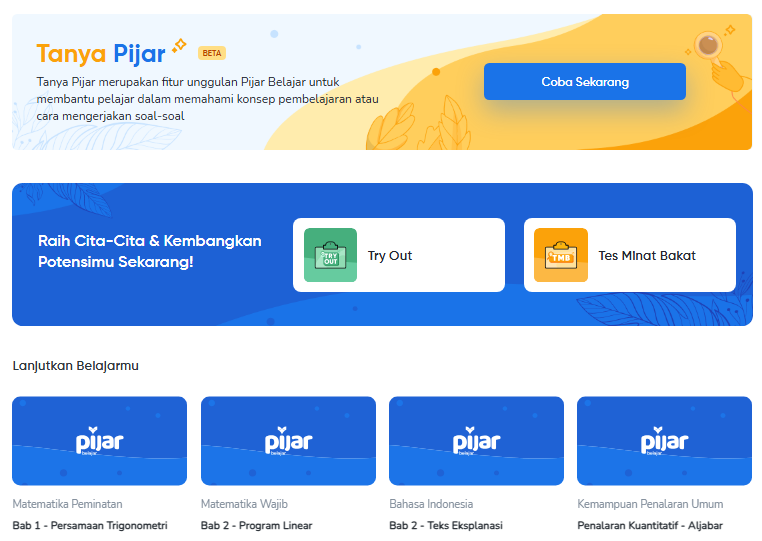 Tanya Pijar BETA
Tanya Pijar merupakan fitur unggulan Pijar Belajar untuk
membantu pelajar dalam memahami konsep pembelajaran atau
cara mengerjakan soal-soal
Coba Sekarang
Raih Cita-Cita & Kembangkan
Potensimu Sekarang!
TRY
OUT
Try Out
TMB
Tes MInat Bakat
Lanjutkan Belajarmu
pijar
belajar
pijar
belajar
pijar
belajar
pijar
belajar
Matematika Peminatan
Bab 1 - Persamaan Trigonometri
Matematika Wajib
Bab 2 - Program Linear
Bahasa Indonesia
Bab 2 - Teks Eksplanasi
Kemampuan Penalaran Umum
Penalaran Kuantitatif - Aljabar